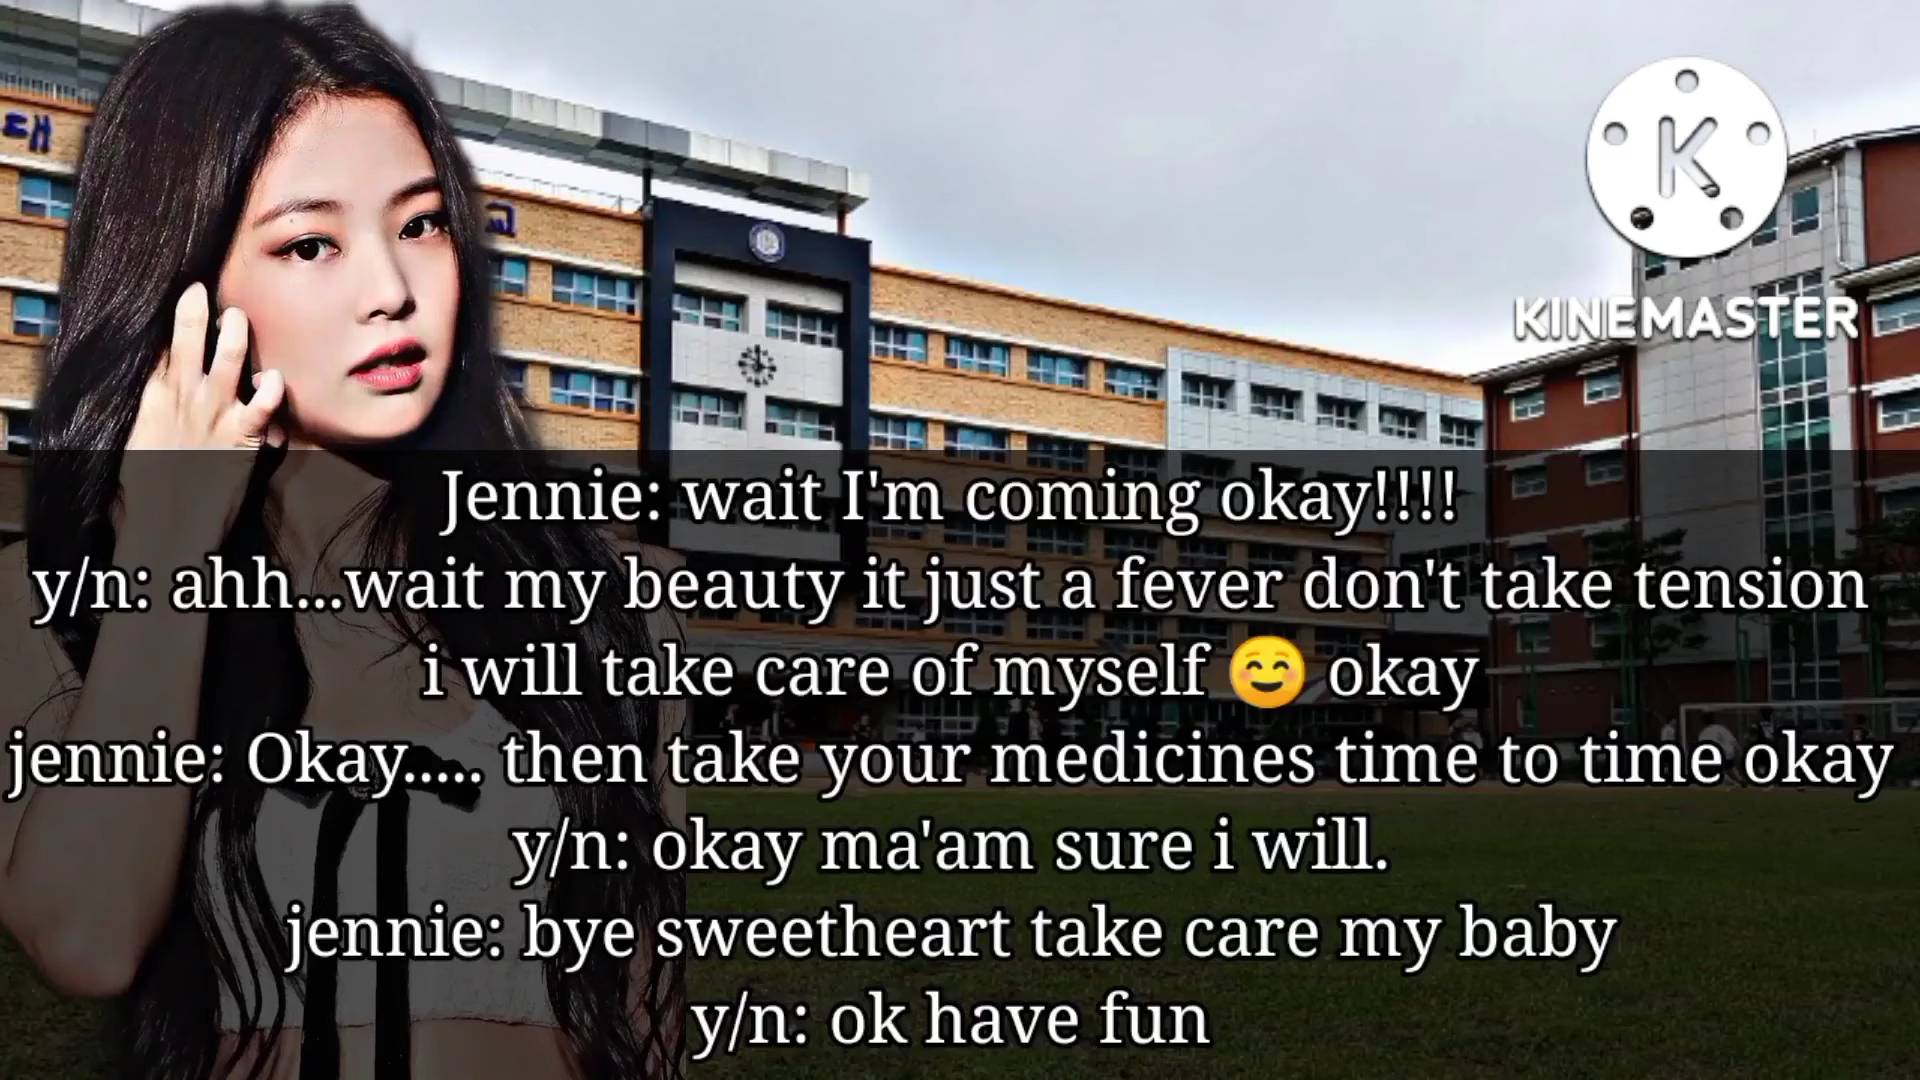 대
교
K
KINEMASTER
Jennie: wait I'm coming okay!!!!
y/n: ahh...wait my beauty it just a fever don't take tension
i will take care of myself ☺️ okay
jennie: Okay..... then take your medicines time to time okay
y/n: okay ma'am sure i will.
jennie: bye sweetheart take care my baby
y/n: ok have fun